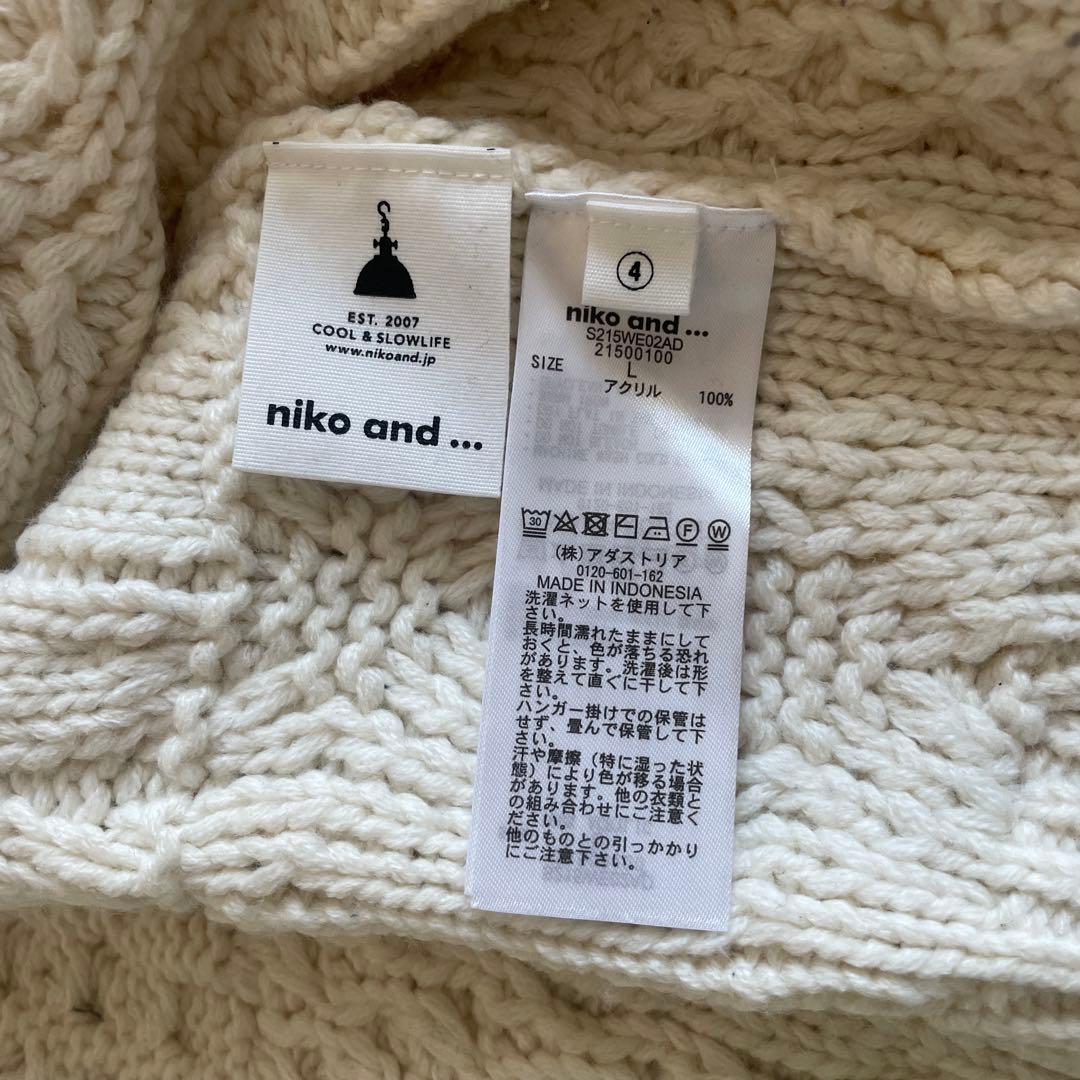 EST. 2007
COOL & SLOWLIFE
www.nikoand.jp
niko and ...
4
niko and ...
S215WE02AD
21500100
SIZE L
アクリル 100%
MADE IN INDONESIA
30 F W
(株)アダストリア
0120-601-162
MADE IN INDONESIA
洗濯ネットを使用して下
さい。
長時間濡れたままにして
おくと、色が落ちる恐れ
があります。洗濯後は形
を整えて直ぐに干して下
さい。
ハンガー掛けでの保管は
せず、畳んで保管して下
さい。
汗や摩擦(特に湿った状
態)により色が移る場合
があります。他の衣類と
の組み合わせにご注意く
ださい。
他のものとの引っかかり
にご注意下さい。